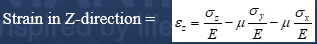 Strain in Z-direction = ε_z = σ_z/E − μ σ_y/E − μ σ_x/E